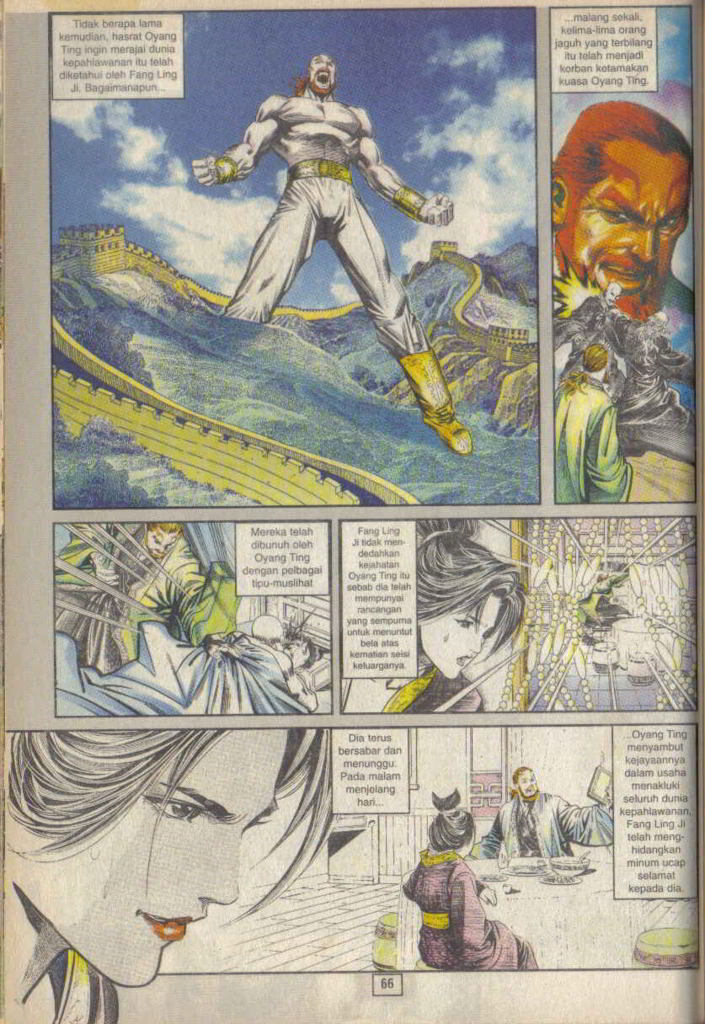 Tidak berapa lama
kemudian, hasrat Oyang
Ting ingin merajai dunia
kepahlawanan itu telah
diketahui oleh Fang Ling
Ji. Bagaimanapun...
...malang sekali,
kelima-lima orang
jaguh yang terbilang
itu telah menjadi
korban ketamakan
kuasa Oyang Ting.
Mereka telah
dibunuh oleh
Oyang Ting
dengan pelbagai
tipu-muslihat
Fang Ling
Ji tidak men-
dedahkan
kejahatan
Oyang Ting itu
sebab dia telah
mempunyai
rancangan
yang sempurna
untuk menuntut
bela atas
kematian seisi
keluarganya.
Dia terus
bersabar dan
menunggu.
Pada malam
menjelang
hari...
...Oyang Ting
menyambut
kejayaannya
dalam usaha
menakluki
seluruh dunia
kepahlawanan,
Fang Ling Ji
telah meng-
hidangkan
minum ucap
selamat
kepada dia.
66